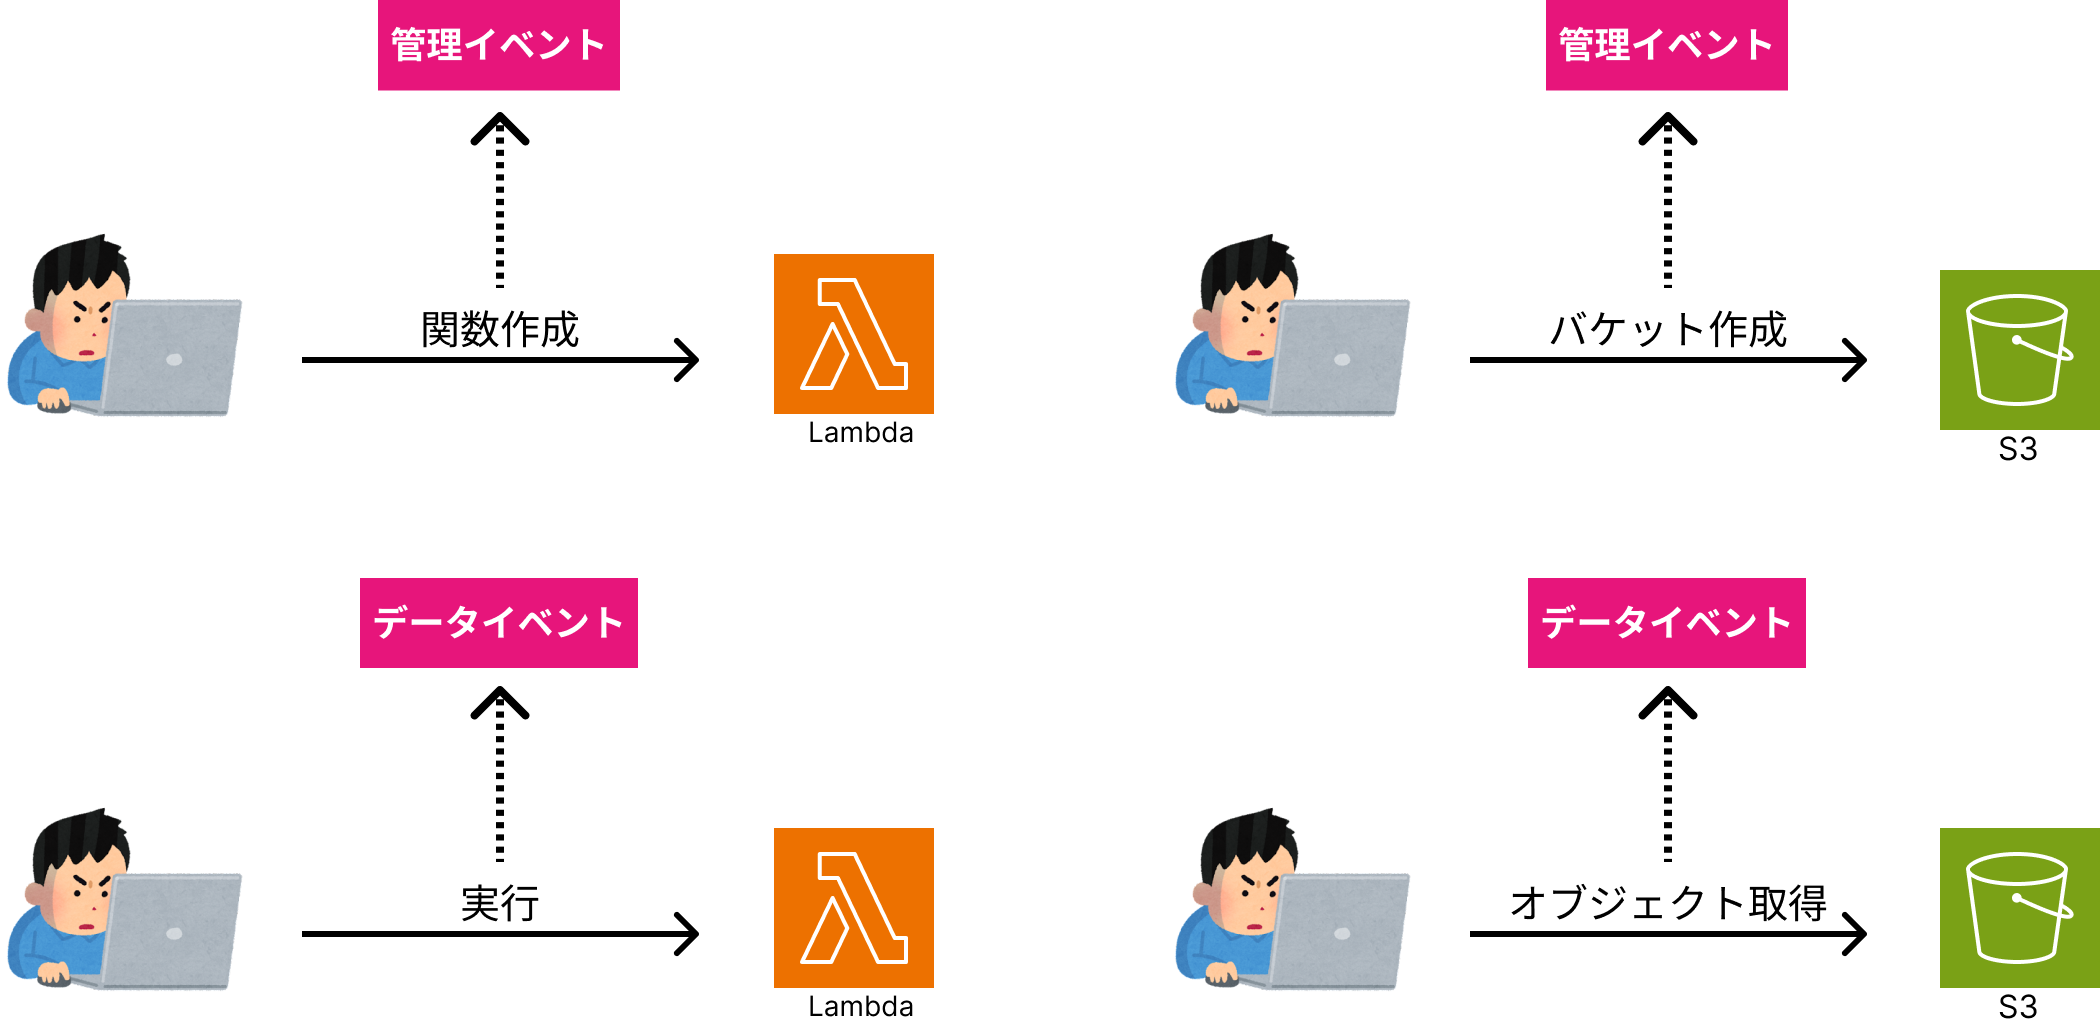 管理イベント
関数作成
Lambda
管理イベント
バケット作成
S3
データイベント
実行
Lambda
データイベント
オブジェクト取得
S3